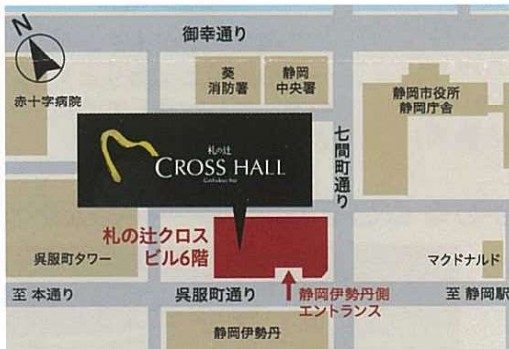 N
御幸通り
赤十字病院
葵
消防署
静岡
中央署
静岡市役所
静岡庁舎
札の辻
CROSS HALL
七間町通り
札の辻クロス
ビル6階
呉服町タワー
マクドナルド
至 本通り
呉服町通り
静岡伊勢丹側
エントランス
至 静岡駅
静岡伊勢丹